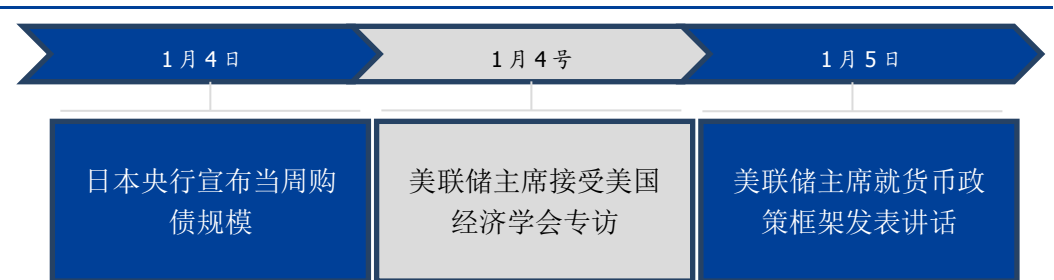 1月4日
1月4号
1月5日
日本央行宣布当周购
债规模
美联储主席接受美国
经济学会专访
美联储主席就货币政
策框架发表讲话